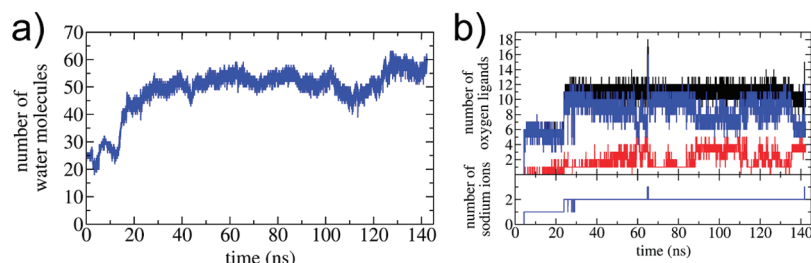 a)
number of
water molecules
70
60
50
40
30
20
10
0
0 20 40 60 80 100 120 140
time (ns)
b)
number of
oxygen ligands
18
16
14
12
10
8
6
4
2
number of
sodium ions
2
0
0 20 40 60 80 100 120 140
time (ns)